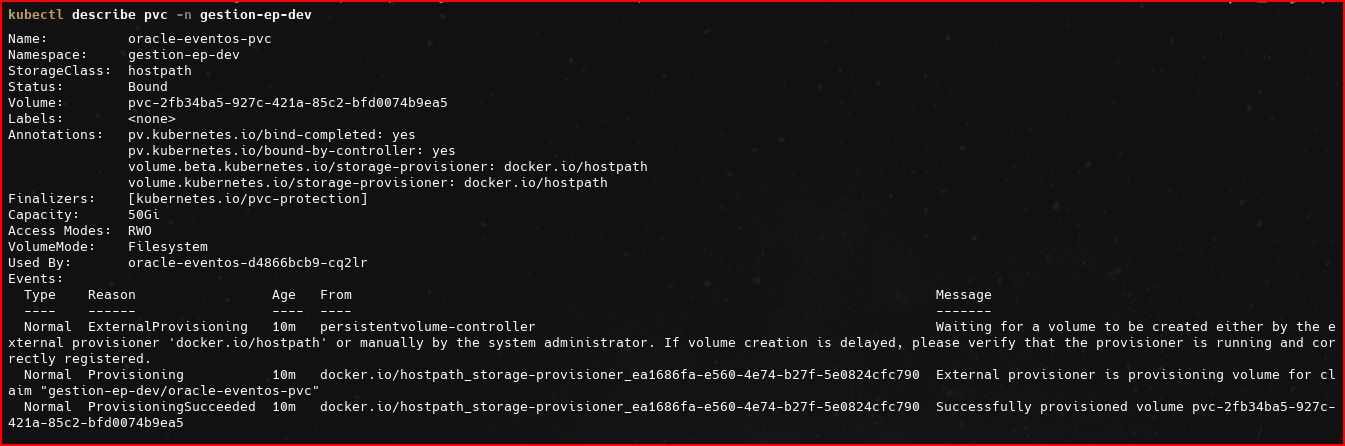 kubectl describe pvc -n gestion-ep-dev
Name:          oracle-eventos-pvc
Namespace:     gestion-ep-dev
StorageClass:  hostpath
Status:        Bound
Volume:        pvc-2fb34ba5-927c-421a-85c2-bfd0074b9ea5
Labels:        <none>
Annotations:   pv.kubernetes.io/bind-completed: yes
               pv.kubernetes.io/bound-by-controller: yes
               volume.beta.kubernetes.io/storage-provisioner: docker.io/hostpath
               volume.kubernetes.io/storage-provisioner: docker.io/hostpath
Finalizers:    [kubernetes.io/pvc-protection]
Capacity:      50Gi
Access Modes:  RWO
VolumeMode:    Filesystem
Used By:       oracle-eventos-d4866bcb9-cq2lr
Events:
  Type    Reason                 Age   From                                                                         Message
  ----    ------                 ----  ----                                                                         -------
  Normal  ExternalProvisioning   10m   persistentvolume-controller                                                  Waiting for a volume to be created either by the e
xternal provisioner 'docker.io/hostpath' or manually by the system administrator. If volume creation is delayed, please verify that the provisioner is running and cor
rectly registered.
  Normal  Provisioning           10m   docker.io/hostpath_storage-provisioner_ea1686fa-e560-4e74-b27f-5e0824cfc790  External provisioner is provisioning volume for cl
aim "gestion-ep-dev/oracle-eventos-pvc"
  Normal  ProvisioningSucceeded  10m   docker.io/hostpath_storage-provisioner_ea1686fa-e560-4e74-b27f-5e0824cfc790  Successfully provisioned volume pvc-2fb34ba5-927c-
421a-85c2-bfd0074b9ea5